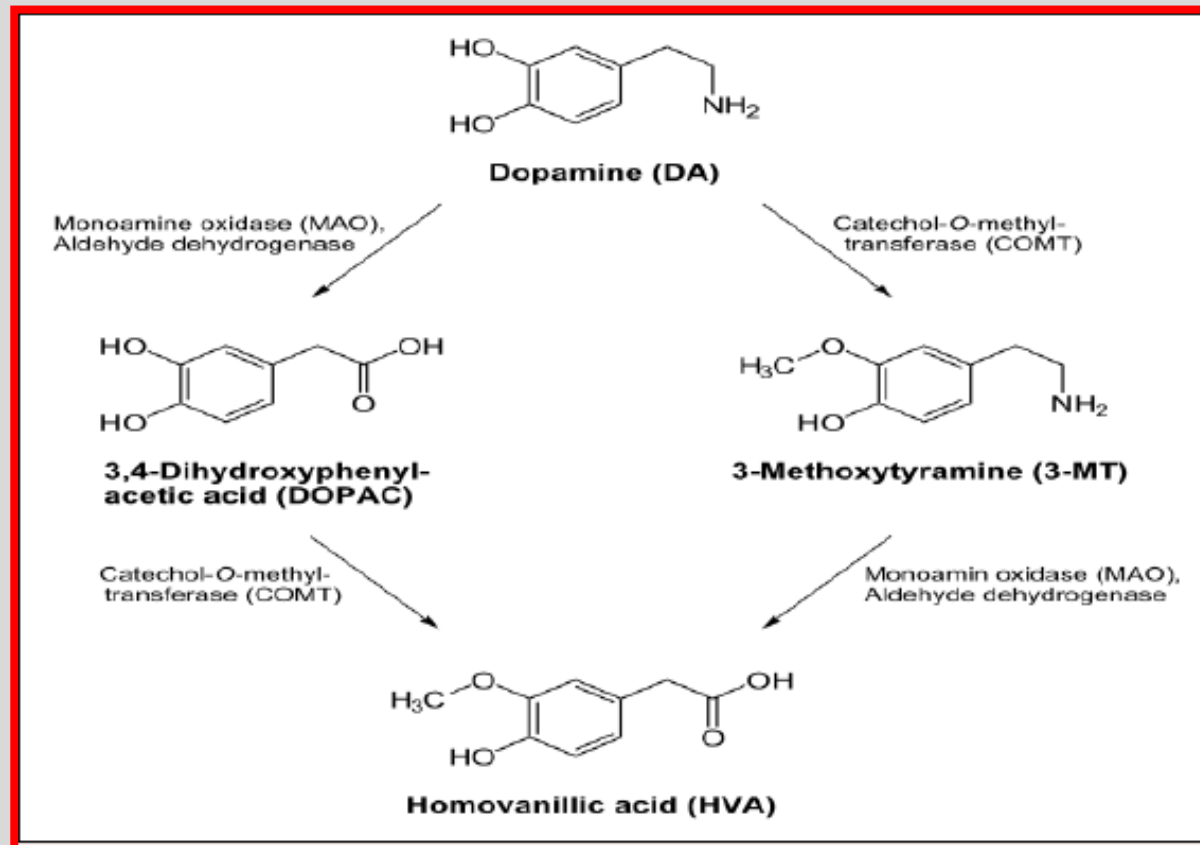 HO
HO
NH2
Dopamine (DA)
Monoamine oxidase (MAO),
Aldehyde dehydrogenase
Catechol-O-methyl-
transferase (COMT)
HO
OH
O
HO
3,4-Dihydroxyphenyl-
acetic acid (DOPAC)
H3C
O
HO
NH2
3-Methoxytyramine (3-MT)
Catechol-O-methyl-
transferase (COMT)
Monoamin oxidase (MAO),
Aldehyde dehydrogenase
H3C
O
OH
O
HO
Homovanillic acid (HVA)